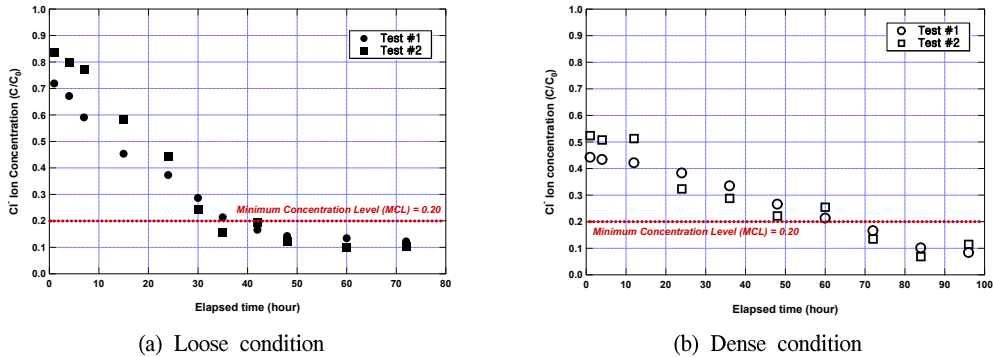 Cl⁻ Ion Concentration (C/C₀)
1.0
0.9
0.8
0.7
0.6
0.5
0.4
0.3
0.2
0.1
0.0
Test #1
Test #2
Minimum Concentration Level (MCL) = 0.20
0 10 20 30 40 50 60 70 80
Elapsed time (hour)
(a) Loose condition
Cl⁻ Ion concentration (C/C₀)
1.0
0.9
0.8
0.7
0.6
0.5
0.4
0.3
0.2
0.1
0.0
Test #1
Test #2
Minimum Concentration Level (MCL) = 0.20
0 10 20 30 40 50 60 70 80 90 100
Elapsed time (hour)
(b) Dense condition